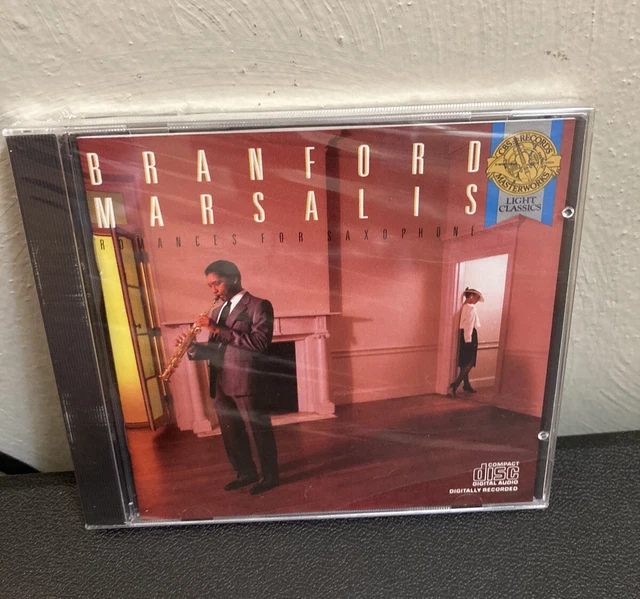 BRANFORD
MARSALIS
ROMANCES FOR SAXOPHONE
CBS RECORDS
MASTERWORKS
LIGHT
CLASSICS
COMPACT
disc
DIGITAL AUDIO
DIGITALLY RECORDED